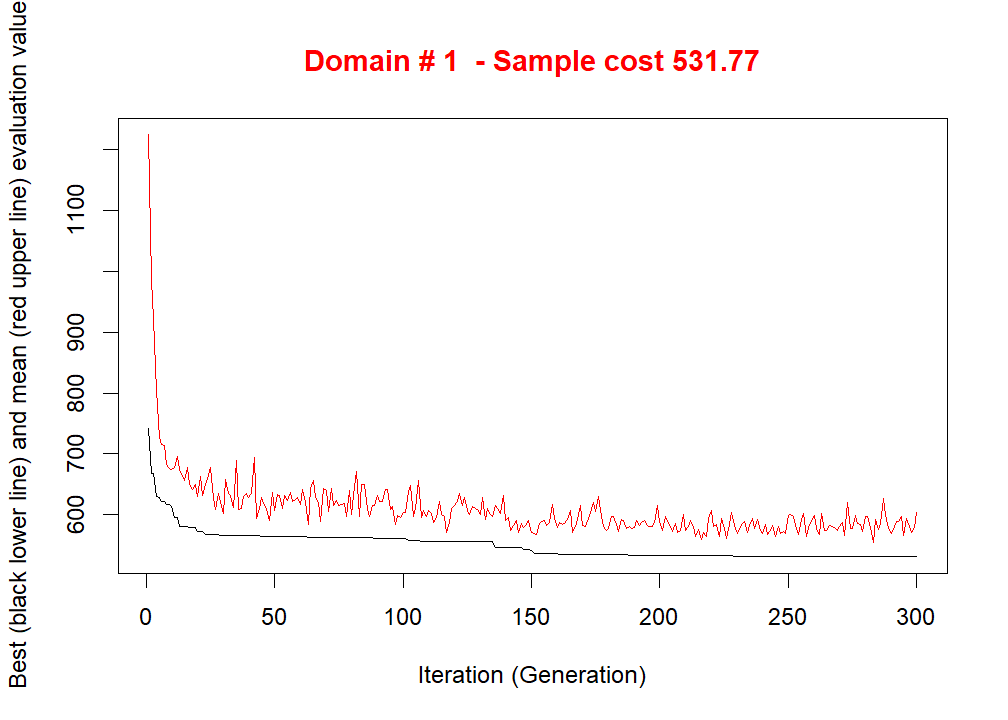 Domain # 1  - Sample cost 531.77
Best (black lower line) and mean (red upper line) evaluation value
1100
900
800
700
600
0 50 100 150 200 250 300
Iteration (Generation)